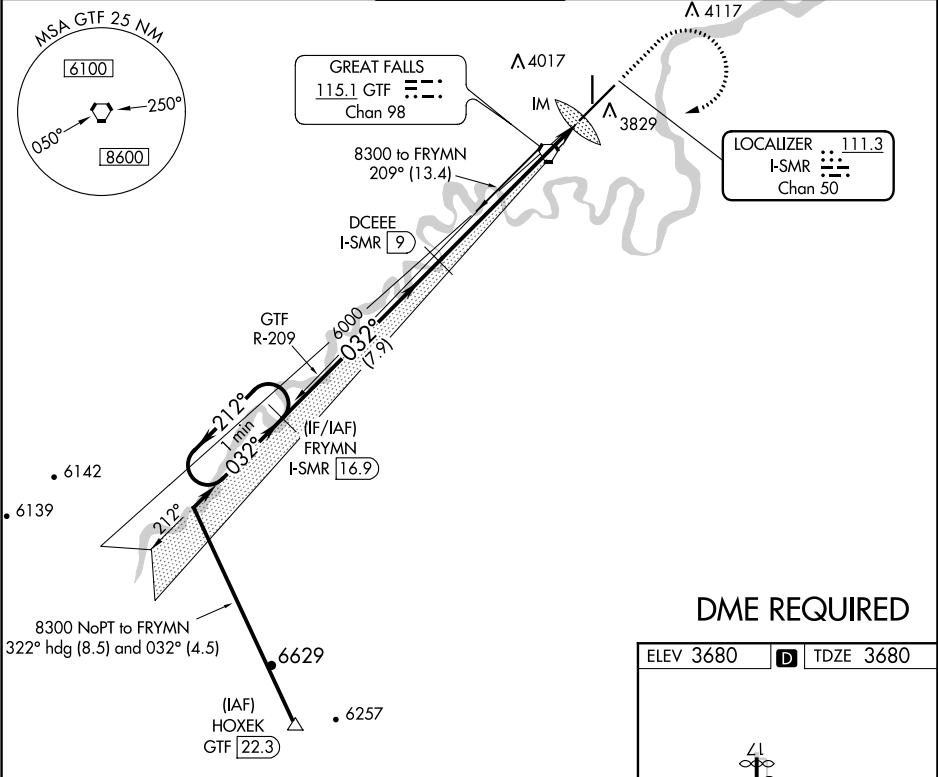 MSA GTF 25 NM
6100
050°
250°
8600
GREAT FALLS
115.1 GTF
Chan 98
4017
4117
IM
3829
LOCALIZER 111.3
I-SMR
Chan 50
8300 to FRYMN
209° (13.4)
DCEEE
I-SMR 9
GTF
R-209
6000
032°
(7.9)
212°
1 min
032°
(IF/IAF)
FRYMN
I-SMR 16.9
6142
6139
212°
8300 NoPT to FRYMN
322° hdg (8.5) and 032° (4.5)
6629
(IAF)
HOXEK
GTF 22.3
6257
DME REQUIRED
ELEV 3680 D TDZE 3680
17